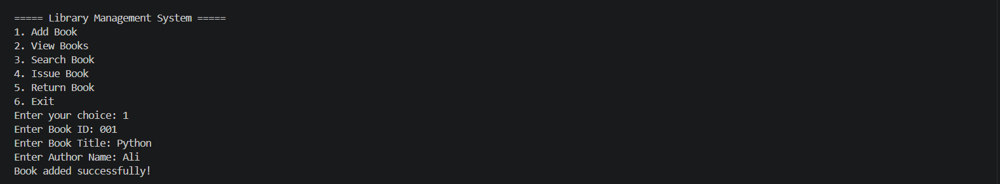 ===== Library Management System =====
1. Add Book
2. View Books
3. Search Book
4. Issue Book
5. Return Book
6. Exit
Enter your choice: 1
Enter Book ID: 001
Enter Book Title: Python
Enter Author Name: Ali
Book added successfully!